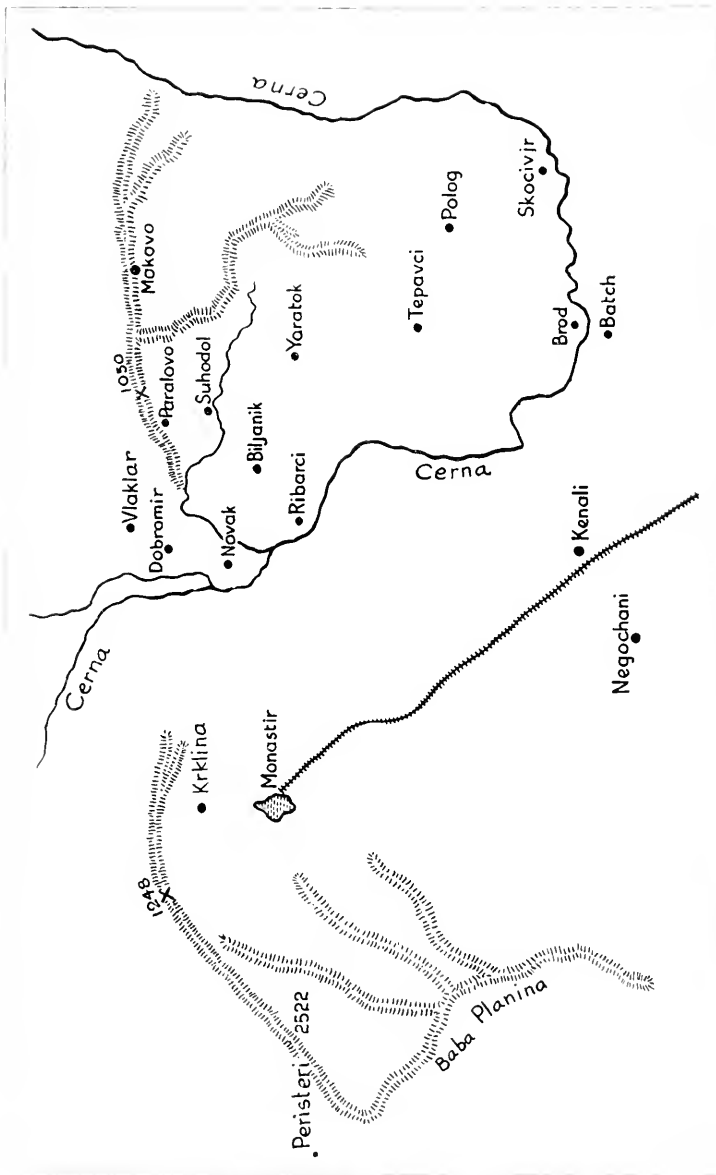 Cerna
1050
Vlaklar
Makovo
1248
Dobromir
Paralovo
Krklina
Suhodol
Novak
Biljanik
Monastir
Cerna
Peristeri 2522
Ribarci
Yaratok
Tepavci
Polog
Cerna
Baba Planina
Skocivjr
Brod
Kenali
Batch
Negochani